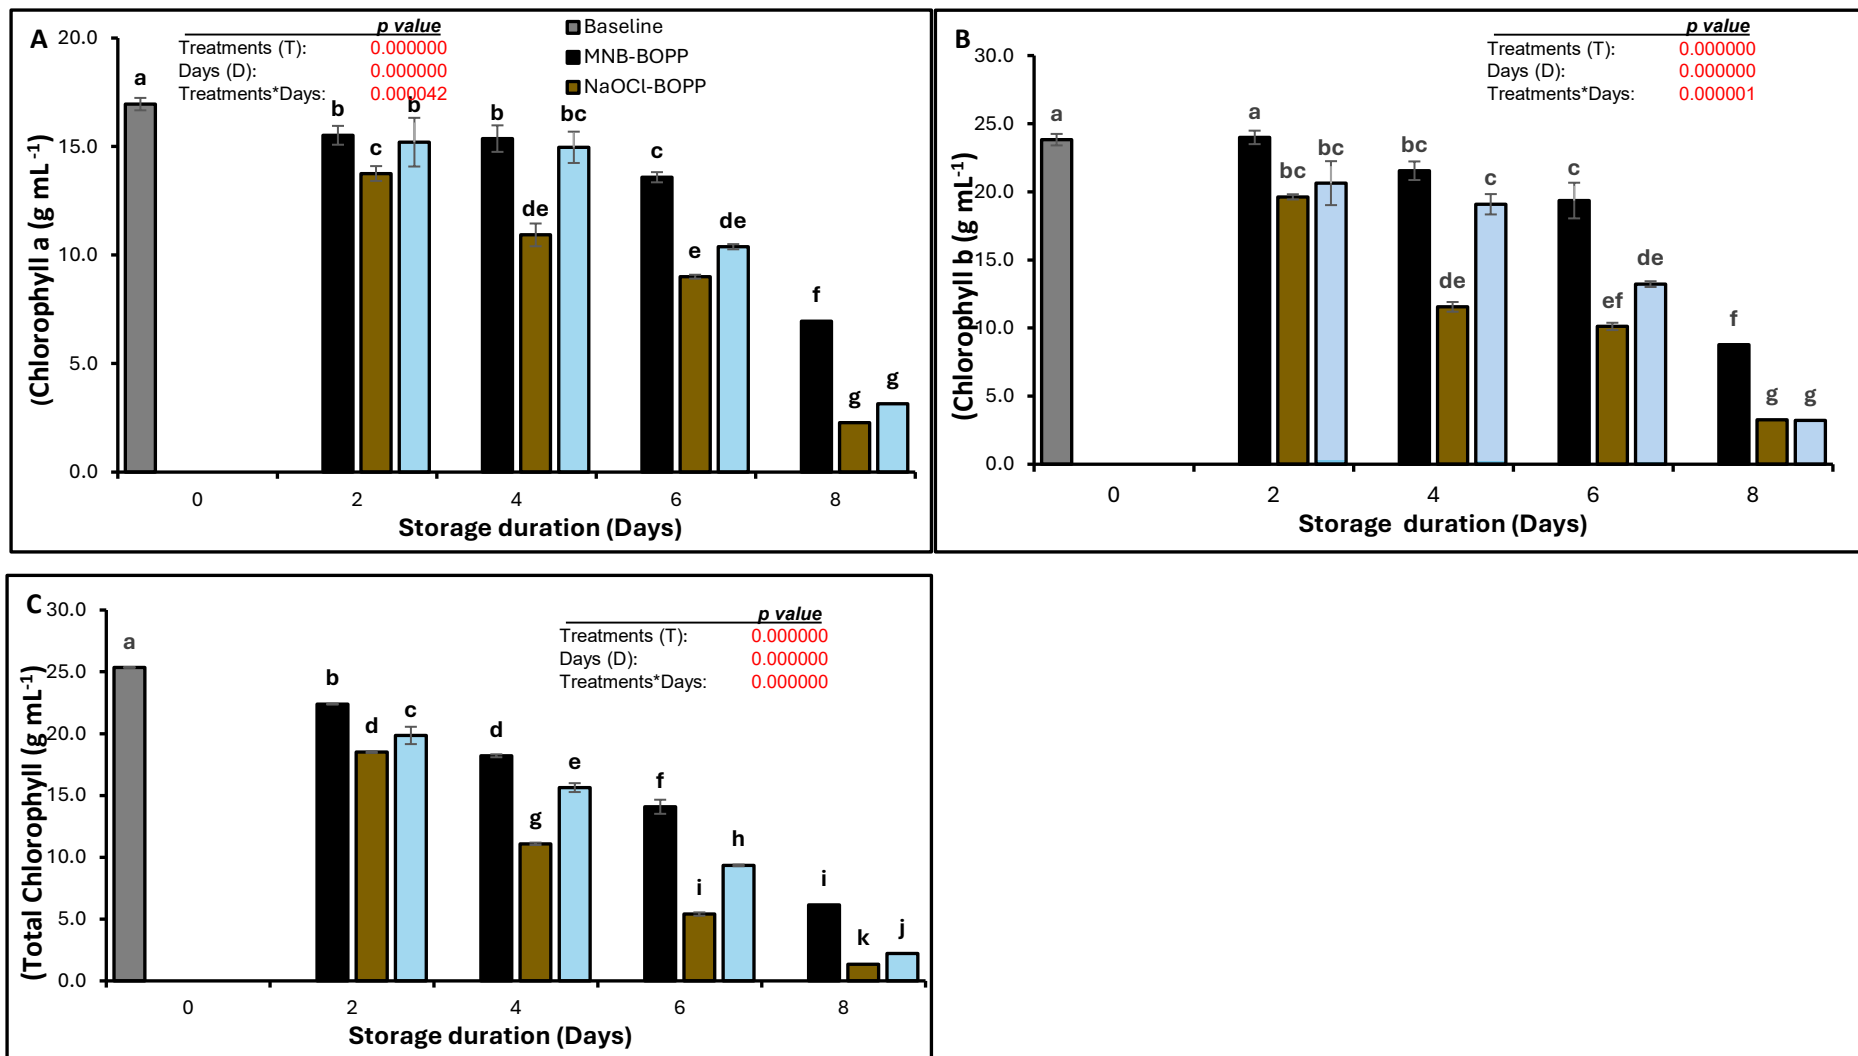 A
p value
Treatments (T): 0.000000
Days (D): 0.000000
Treatments*Days: 0.000042
Baseline
MNB-BOPP
NaOCl-BOPP
(Chlorophyll a (g mL-1)
20.0
15.0
10.0
5.0
0.0
a
b
c
b
b
de
bc
c
e
de
f
g
g
0 2 4 6 8
Storage duration (Days)
B
p value
Treatments (T): 0.000000
Days (D): 0.000000
Treatments*Days: 0.000001
(Chlorophyll b (g mL-1)
30.0
25.0
20.0
15.0
10.0
5.0
0.0
a
a
bc
bc
bc
de
c
c
ef
de
f
g
g
0 2 4 6 8
Storage duration (Days)
C
p value
Treatments (T): 0.000000
Days (D): 0.000000
Treatments*Days: 0.000000
(Total Chlorophyll (g mL-1)
30.0
25.0
20.0
15.0
10.0
5.0
0.0
a
b
d
c
d
g
e
f
i
h
i
k
j
0 2 4 6 8
Storage duration (Days)